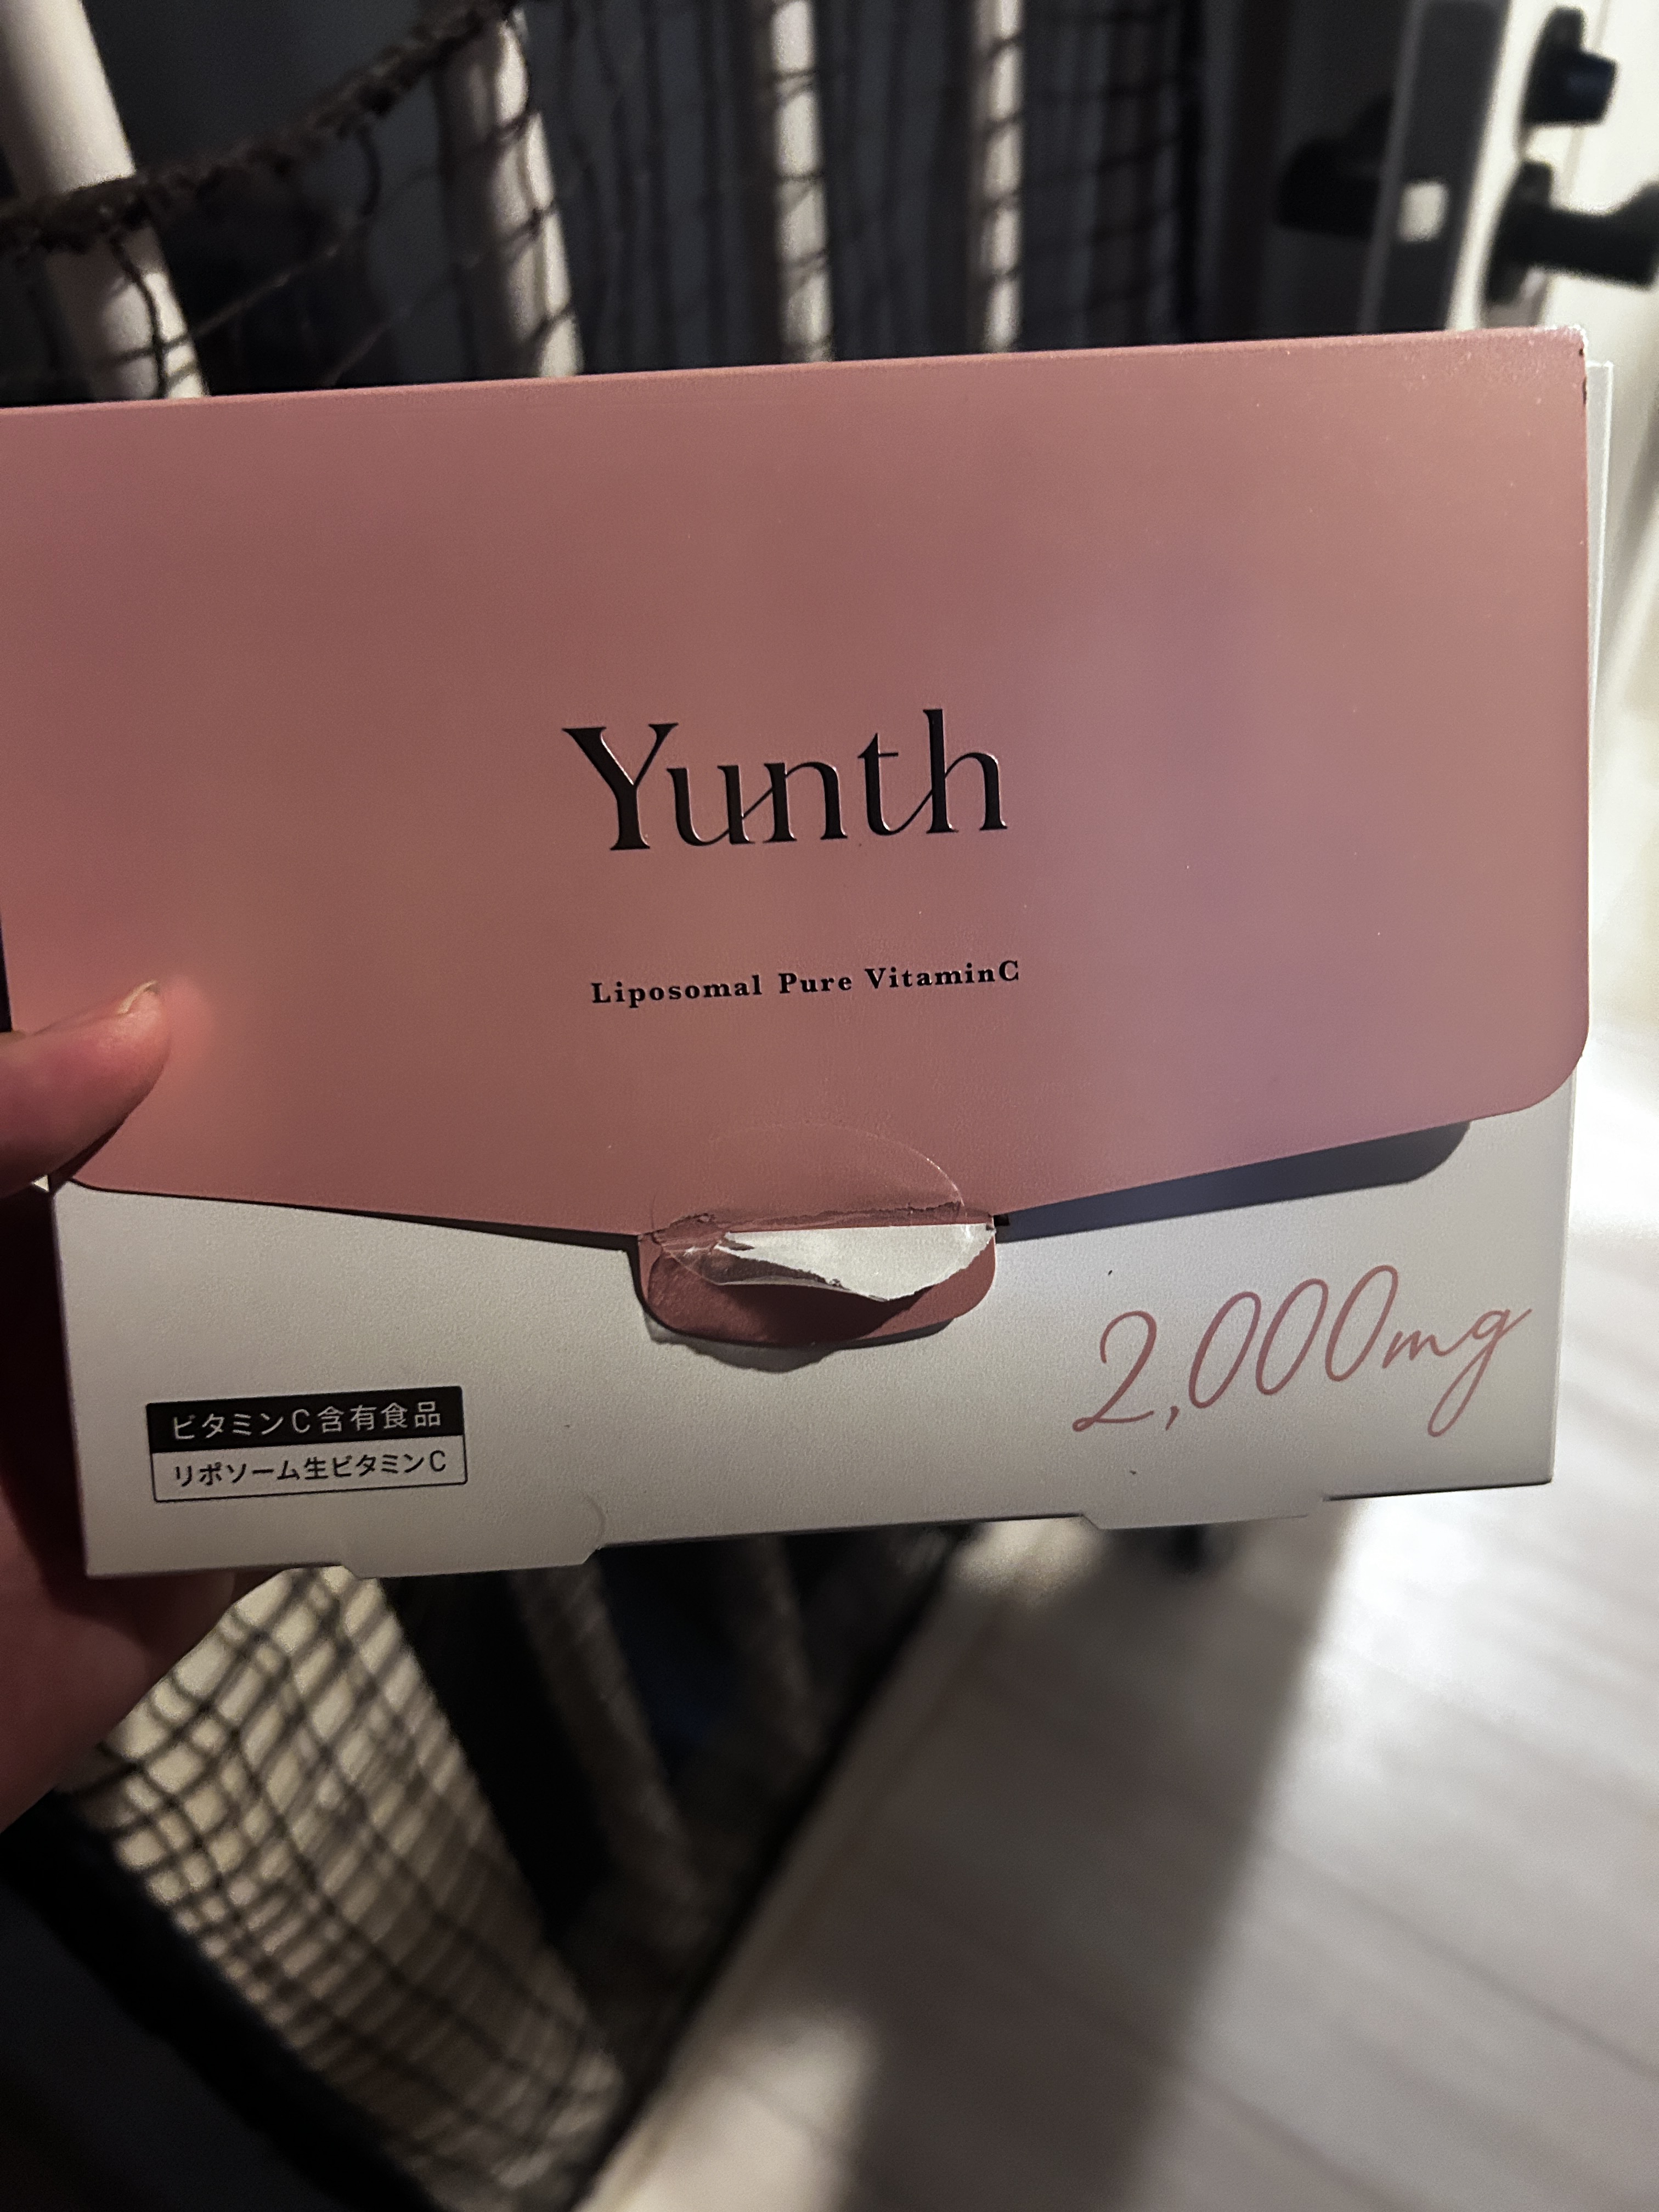 Yunth
Liposomal Pure VitaminC
2,000mg
ビタミンC含有食品
リポソーム生ビタミンC